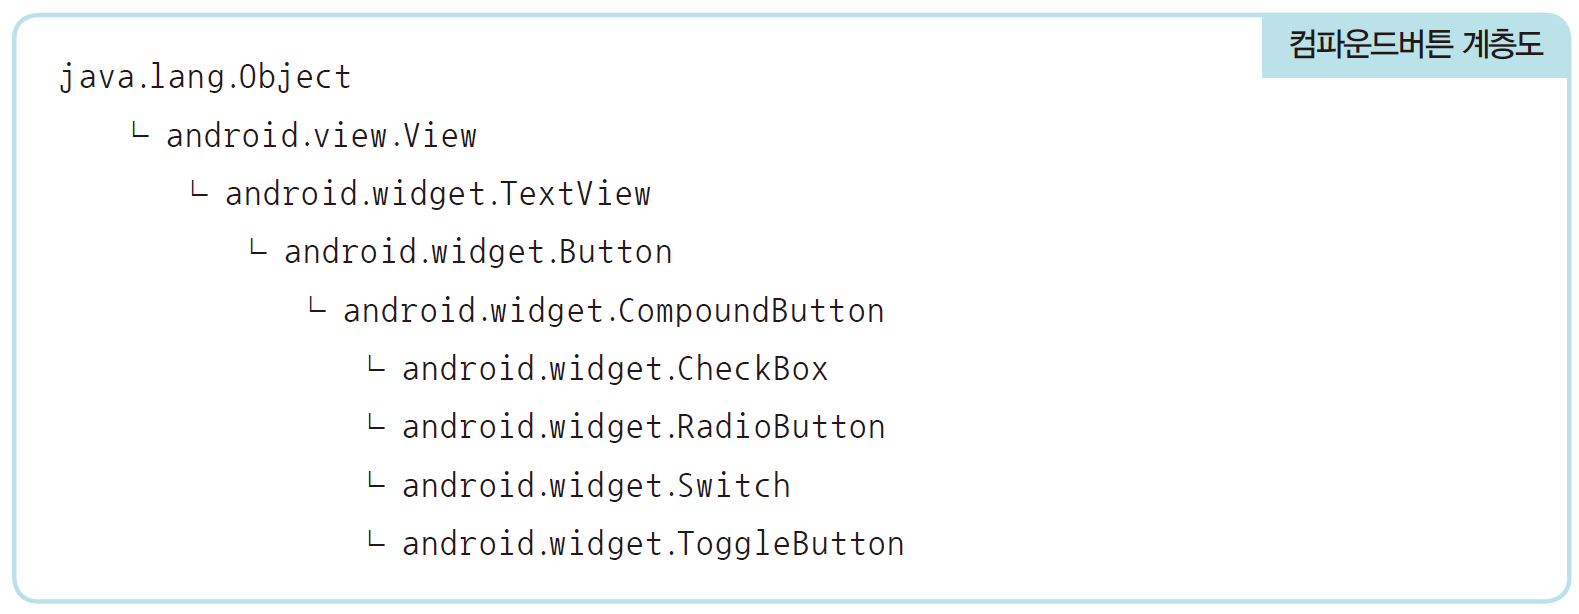 컴파운드버튼 계층도
java.lang.Object
└ android.view.View
└ android.widget.TextView
└ android.widget.Button
└ android.widget.CompoundButton
└ android.widget.CheckBox
└ android.widget.RadioButton
└ android.widget.Switch
└ android.widget.ToggleButton